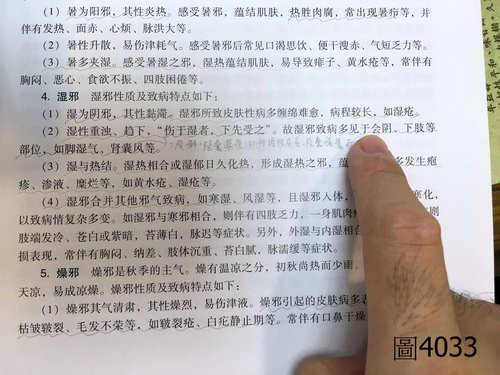 (1) 暑为阳邪，其性炎热。感受暑邪，蕴结肌肤，热胜肉腐，常出现暑疖等，并
伴有发热、面赤、心烦、脉洪大等。
(2) 暑性升散，易伤津耗气。感受暑邪后常见口渴思饮、便干溲赤、气短乏力等。
(3) 暑多夹湿。感受暑湿之邪，湿热蕴结肌肤，易导致痱子、黄水疮等，常伴有
胸闷、恶心、食欲不振、四肢困倦等。
4. 湿邪 湿邪性质及致病特点如下：
(1) 湿为阴邪，其性黏滞。湿邪所致皮肤性病多缠绵难愈，病程较长，如湿疮。
(2) 湿性重浊、趋下，“伤于湿者，下先受之”。故湿邪致病多见于会阴、下肢等
部位，如脚湿气、肾囊风等。
(3) 湿与热结。湿热相合或湿郁日久化热，形成湿热之邪，蕴 多发生疱
疹、渗液、糜烂等，如黄水疮、湿疮等。
(4) 湿邪合并其他邪气致病，如寒湿、风湿等，且湿邪入体， 寒化，
以致病情复杂多变。如湿邪与寒邪相合，则伴有四肢乏力，一身肌肉
肢端发冷、苍白或紫暗，苔薄白，脉迟等症状。另外，外湿与内湿相
损表现，常伴有胸闷、纳差、肢体沉重、苔白腻，脉濡缓等症状。
5. 燥邪 燥邪是秋季的主气。燥有温凉之分，初秋尚热而少雨、
天凉，易成凉燥。燥邪性质及致病特点如下：
(1) 燥邪其气清肃，其性燥烈，易伤津液。燥邪引起的皮肤病多表
枯皱皲裂、毛发不荣等，如皲裂疮、白疕静止期等。常伴有口鼻干燥
圖4033